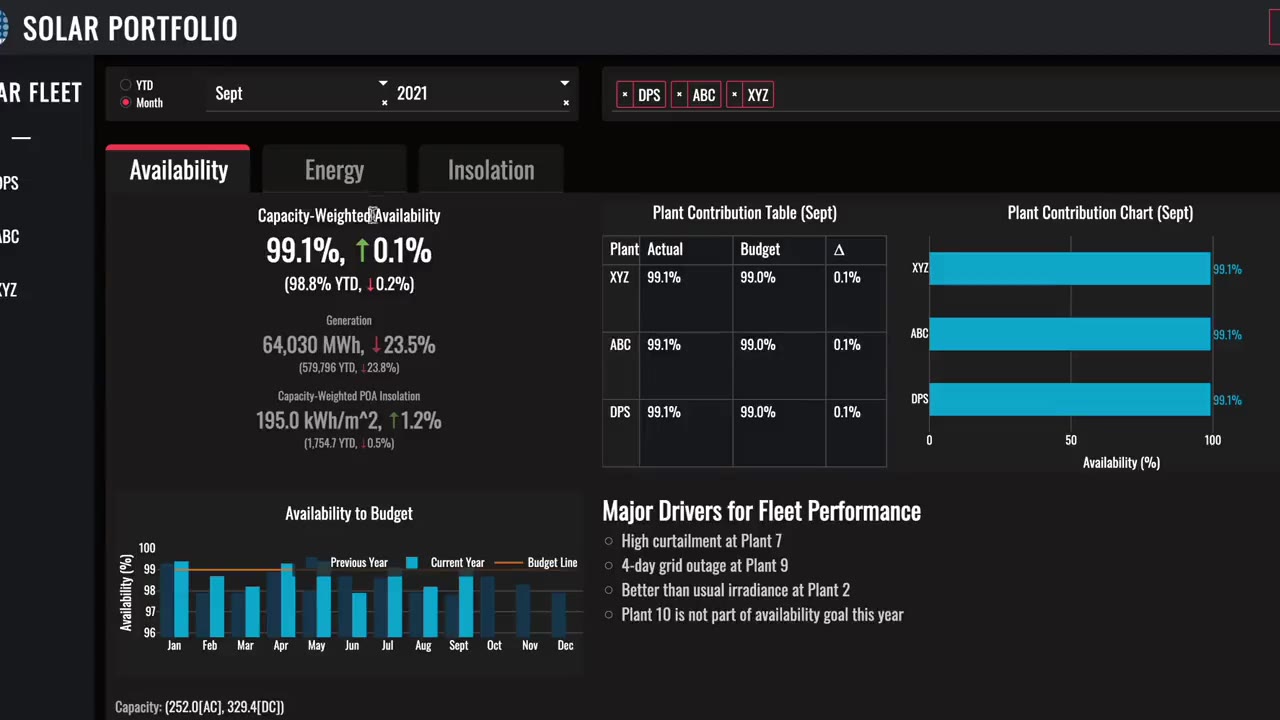 SOLAR PORTFOLIO
AR FLEET
DPS
ABC
XYZ
YTD
Month
Sept
2021
× DPS × ABC × XYZ
Availability Energy Insolation
Capacity-Weighted Availability
99.1%, ↑0.1%
(98.8% YTD, ↓0.2%)
Generation
64,030 MWh, ↓23.5%
(579,796 YTD, ↓23.8%)
Capacity-Weighted POA Insolation
195.0 kWh/m^2, ↑1.2%
(1,754.7 YTD, ↓0.5%)
Plant Contribution Table (Sept)
Plant Actual Budget Δ
XYZ 99.1% 99.0% 0.1%
ABC 99.1% 99.0% 0.1%
DPS 99.1% 99.0% 0.1%
Plant Contribution Chart (Sept)
XYZ 99.1%
ABC 99.1%
DPS 99.1%
0 50 100
Availability (%)
Availability to Budget
Previous Year Current Year Budget Line
Availability (%)
100
99
98
97
96
Jan Feb Mar Apr May Jun Jul Aug Sept Oct Nov Dec
Major Drivers for Fleet Performance
High curtailment at Plant 7
4-day grid outage at Plant 9
Better than usual irradiance at Plant 2
Plant 10 is not part of availability goal this year
Capacity: (252.0[AC], 329.4[DC])